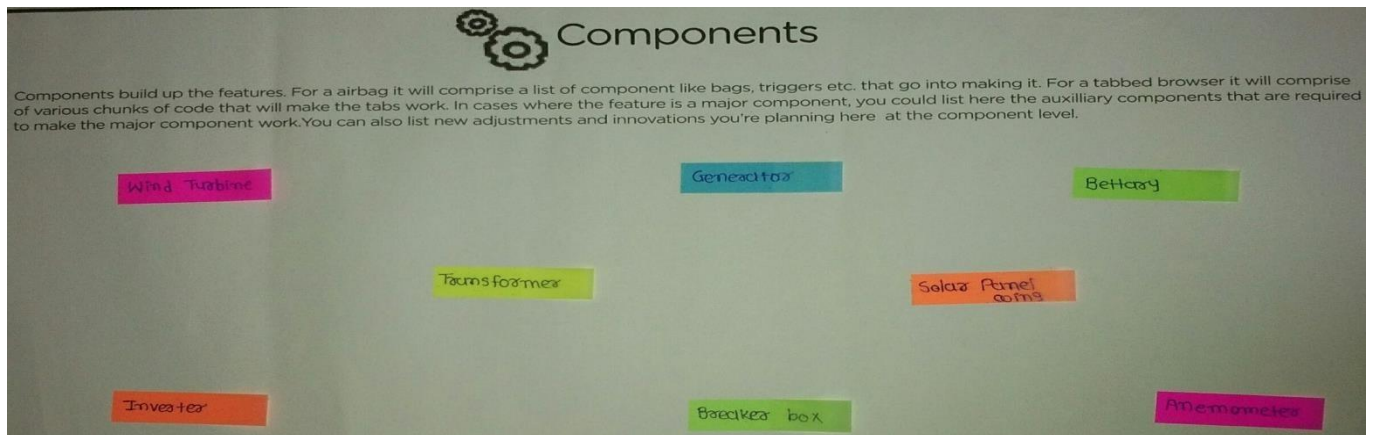 Components
Components build up the features. For a airbag it will comprise a list of component like bags, triggers etc. that go into making it. For a tabbed browser it will comprise
of various chunks of code that will make the tabs work. In cases where the feature is a major component, you could list here the auxilliary components that are required
to make the major component work.You can also list new adjustments and innovations you're planning here at the component level.
Wind Turbine
Generator
Bettary
Transformer
Solar Panel
Inverter
Breaker box
Anemometer